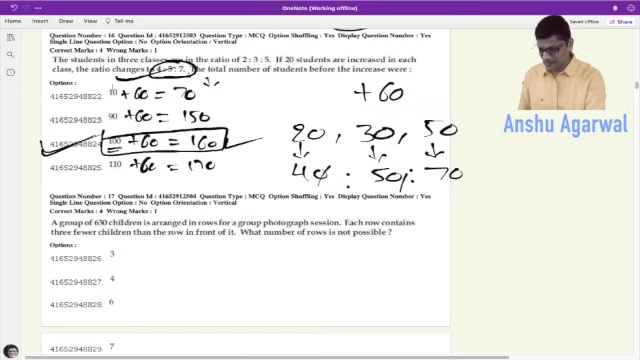 OneNote (Working offline)
Home Insert Draw View
Question Number : 16 Question Id : 41652912503 Question Type : MCQ Option Shuffling : Yes Display Question Number : Yes
Single Line Question Option : No Option Orientation : Vertical
Correct Marks : 4 Wrong Marks : 1
The students in three classes are in the ratio of 2 : 3 : 5. If 20 students are increased in
each class, the ratio changes to 4 : 5 : 7. The total number of students before the increase were :
Options :
41652948822. 10 +60 = 70
+60
41652948823. 90 +60 = 150
20, 30, 50
41652948824. 100 +60 = 160
Anshu Agarwal
41652948825. 110 +60 = 170
40 : 50 : 70
Question Number : 17 Question Id : 41652912504 Question Type : MCQ Option Shuffling : Yes Display Question Number : Yes
Single Line Question Option : No Option Orientation : Vertical
Correct Marks : 4 Wrong Marks : 1
A group of 630 children is arranged in rows for a group photograph session. Each row contains
three fewer children than the row in front of it. What number of rows is not possible ?
Options :
41652948826. 3
41652948827. 4
41652948828. 6
7